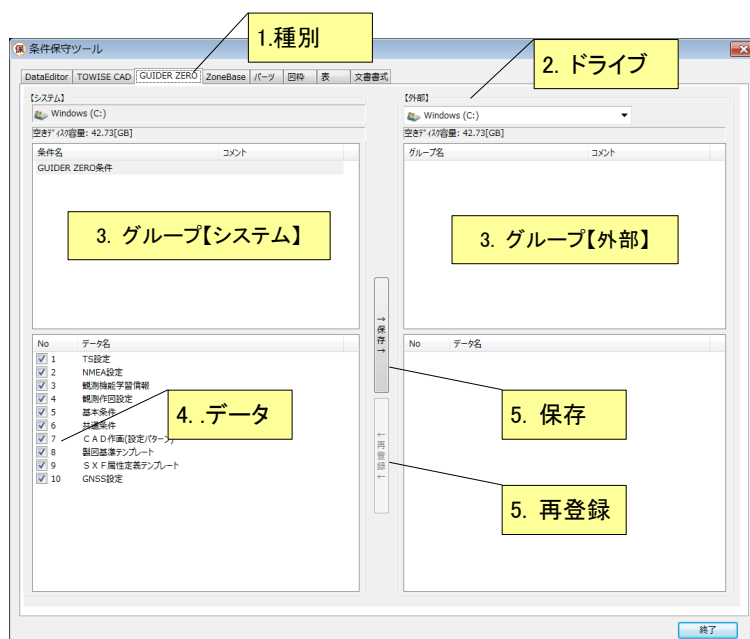 1.種別
保 条件保守ツール
2. ドライブ
DataEditor TOWISE CAD GUIDER ZERO ZoneBase パーツ 図枠 表 文書書式
【システム】 【外部】
Windows (C:) Windows (C:)
空きディスク容量: 42.73[GB] 空きディスク容量: 42.73[GB]
条件名 コメント グループ名 コメント
GUIDER ZERO条件
3. グループ【システム】 3. グループ【外部】
→保存→
No データ名 No データ名
1 TS設定
2 NMEA設定
3 観測機能学習情報
4 観測作図設定
5 基本条件
6 共通条件
7 ＣＡＤ作画(設定パターン)
8 製図基準テンプレート
9 ＳＸＦ属性定義テンプレート
10 GNSS設定
4. .データ
5. 保存
←再登録←
5. 再登録
終了